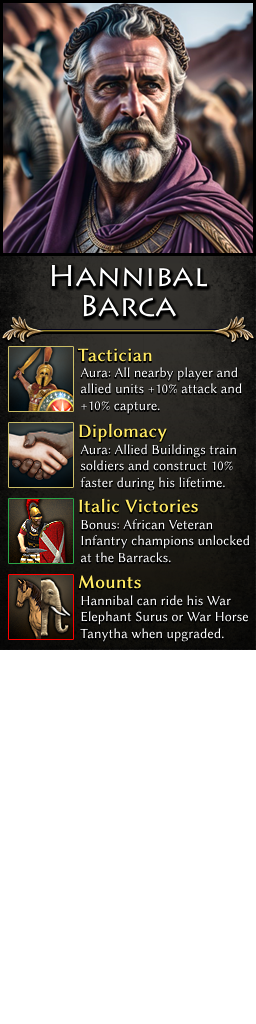 Hannibal
Barca
Tactician
Aura: All nearby player and
allied units +10% attack and
+10% capture.
Diplomacy
Aura: Allied Buildings train
soldiers and construct 10%
faster during his lifetime.
Italic Victories
Bonus: African Veteran
Infantry champions unlocked
at the Barracks.
Mounts
Hannibal can ride his War
Elephant Surus or War Horse
Tanytha when upgraded.